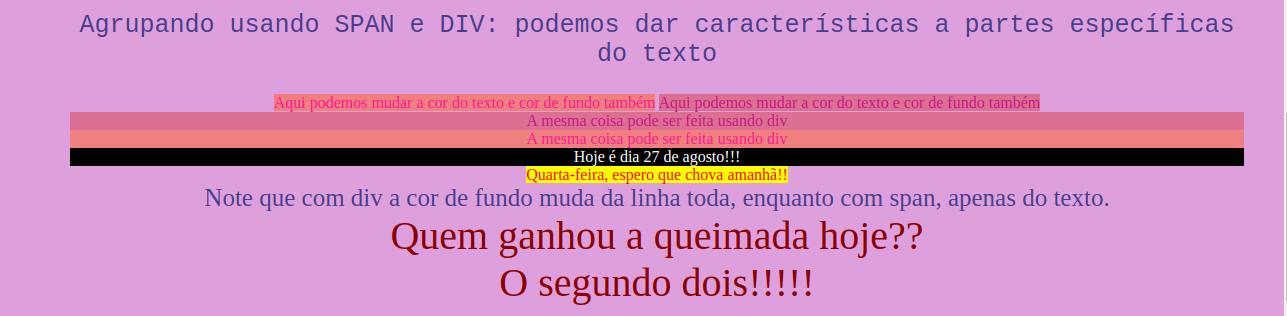 Agrupando usando SPAN e DIV: podemos dar características a partes específicas
do texto
Aqui podemos mudar a cor do texto e cor de fundo também Aqui podemos mudar a cor do texto e cor de fundo também
A mesma coisa pode ser feita usando div
A mesma coisa pode ser feita usando div
Hoje é dia 27 de agosto!!!
Quarta-feira, espero que chova amanhã!!
Note que com div a cor de fundo muda da linha toda, enquanto com span, apenas do texto.
Quem ganhou a queimada hoje??
O segundo dois!!!!!